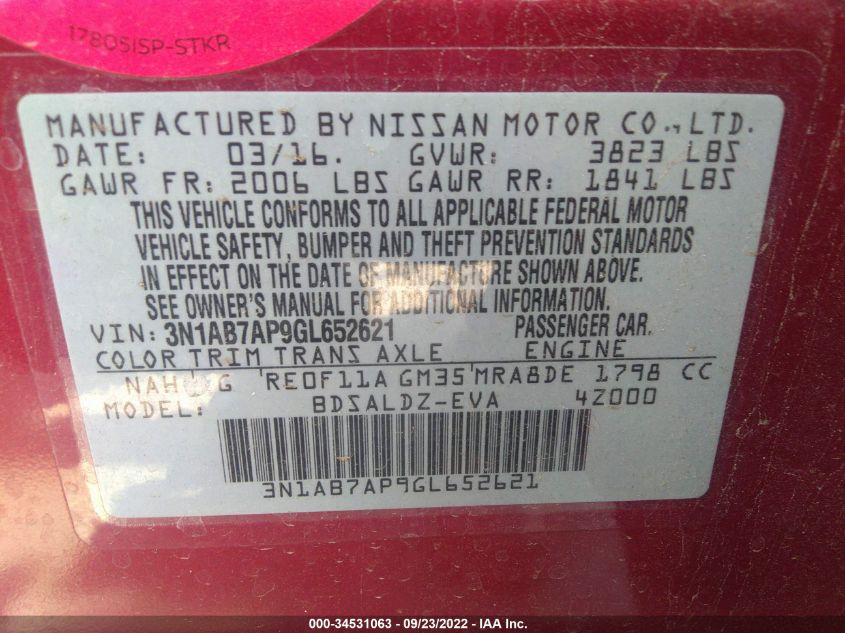 17805ISP-STKR
MANUFACTURED BY NISSAN MOTOR CO., LTD.
DATE: 03/16. GVWR: 3823 LBS
GAWR FR: 2006 LBS GAWR RR: 1841 LBS
THIS VEHICLE CONFORMS TO ALL APPLICABLE FEDERAL MOTOR
VEHICLE SAFETY, BUMPER AND THEFT PREVENTION STANDARDS
IN EFFECT ON THE DATE OF MANUFACTURE SHOWN ABOVE.
SEE OWNER'S MANUAL FOR ADDITIONAL INFORMATION.
VIN: 3N1AB7AP9GL652621 PASSENGER CAR.
COLOR TRIM TRANS AXLE ENGINE
NAH G RE0F11A GM35 MRA8DE 1798 CC
MODEL: BDSALDZ-EVA 4Z000
3N1AB7AP9GL652621
000-34531063 / 09/23/2022 - IAA Inc.